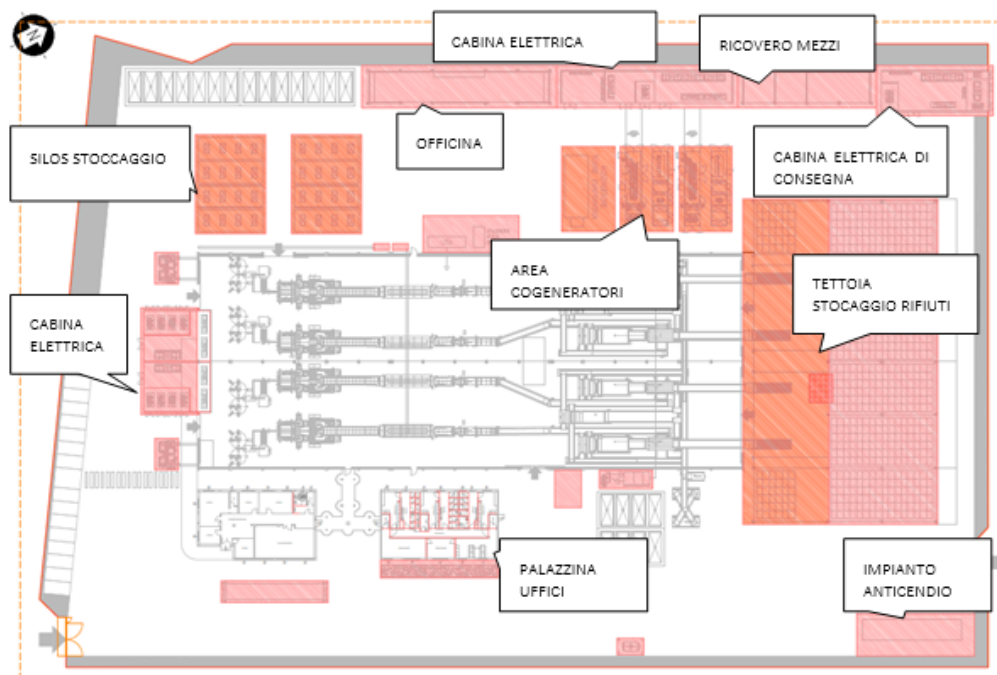 N
CABINA ELETTRICA
RICOVERO MEZZI
SILOS STOCCAGGIO
OFFICINA
CABINA ELETTRICA DI
CONSEGNA
AREA
COGENERATORI
TETTOIA
STOCAGGIO RIFIUTI
CABINA
ELETTRICA
PALAZZINA
UFFICI
IMPIANTO
ANTICENDIO